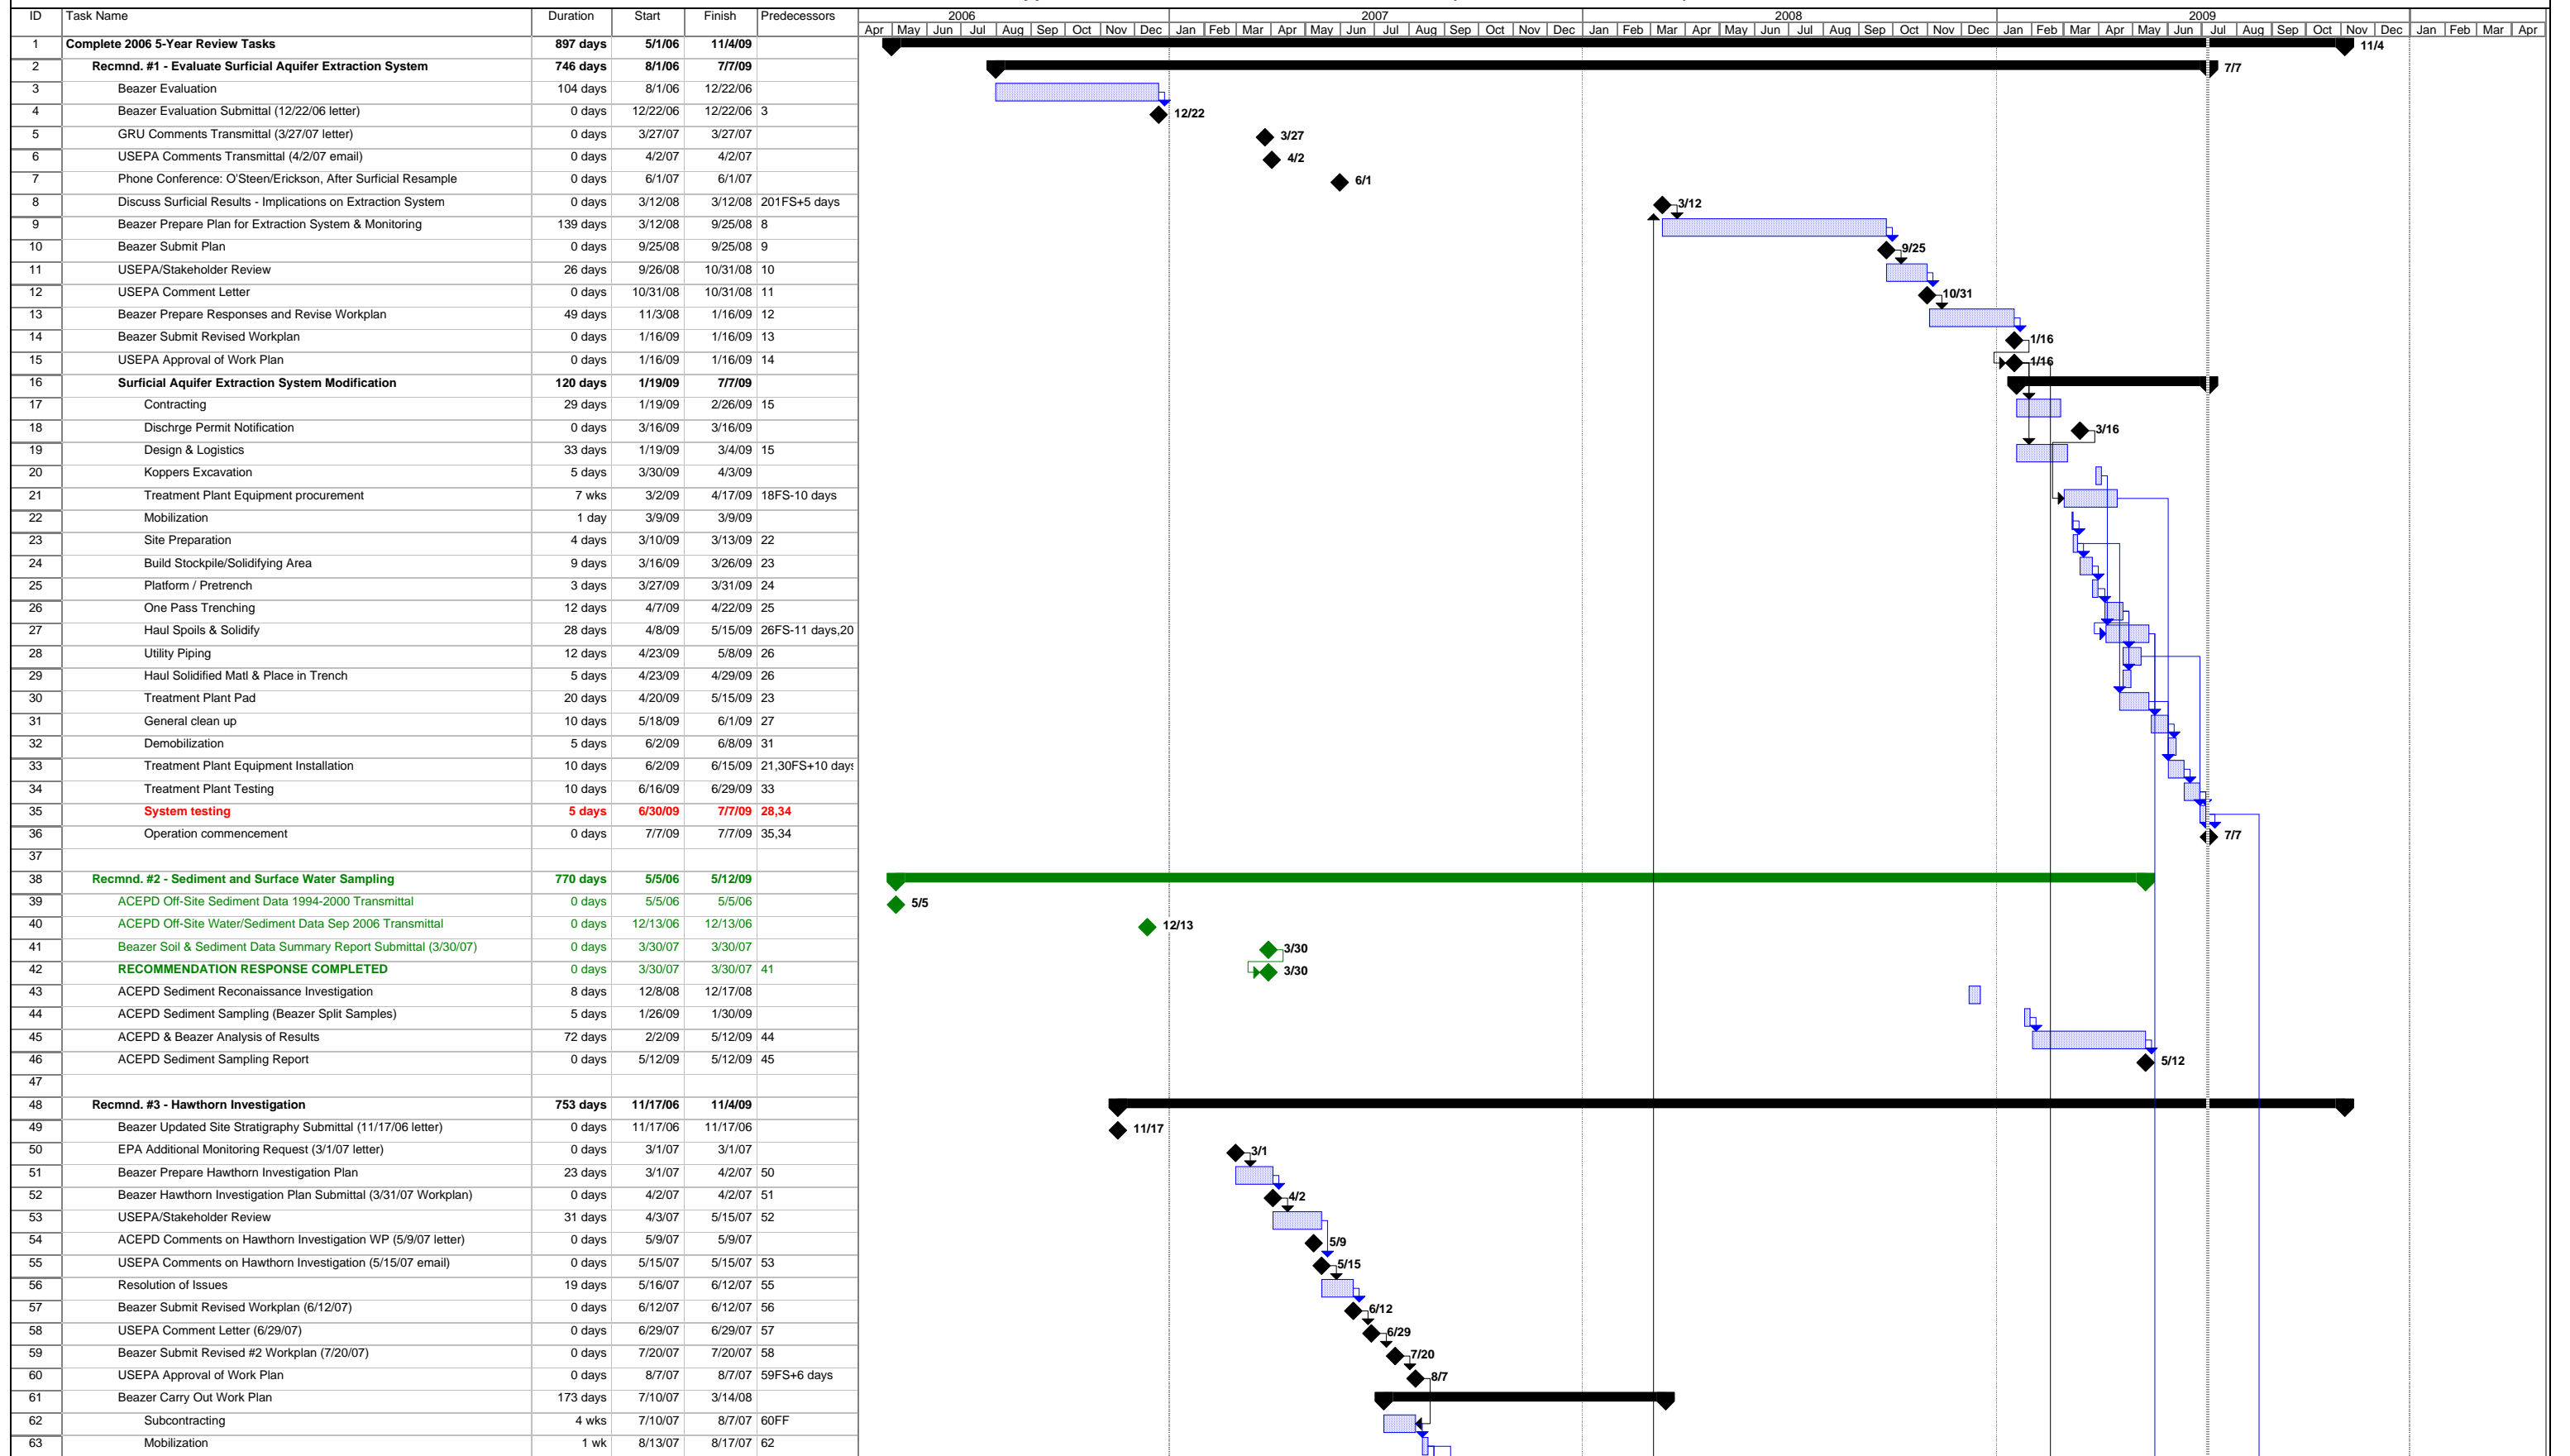 ID Task Name Duration Start Finish Predecessors 2006 2007 2008 2009
Apr May Jun Jul Aug Sep Oct Nov Dec Jan Feb Mar Apr May Jun Jul Aug Sep Oct Nov Dec Jan Feb Mar Apr May Jun Jul Aug Sep Oct Nov Dec Jan Feb Mar Apr May Jun Jul Aug Sep Oct Nov Dec Jan Feb Mar Apr
1 Complete 2006 5-Year Review Tasks 897 days 5/1/06 11/4/09 11/4
2 Recmnd. #1 - Evaluate Surficial Aquifer Extraction System 746 days 8/1/06 7/7/09 7/7
3 Beazer Evaluation 104 days 8/1/06 12/22/06
4 Beazer Evaluation Submittal (12/22/06 letter) 0 days 12/22/06 12/22/06 3 12/22
5 GRU Comments Transmittal (3/27/07 letter) 0 days 3/27/07 3/27/07 3/27
6 USEPA Comments Transmittal (4/2/07 email) 0 days 4/2/07 4/2/07 4/2
7 Phone Conference: O'Steen/Erickson, After Surficial Resample 0 days 6/1/07 6/1/07 6/1
8 Discuss Surficial Results - Implications on Extraction System 0 days 3/12/08 3/12/08 201FS+5 days 3/12
9 Beazer Prepare Plan for Extraction System & Monitoring 139 days 3/12/08 9/25/08 8
10 Beazer Submit Plan 0 days 9/25/08 9/25/08 9 9/25
11 USEPA/Stakeholder Review 26 days 9/26/08 10/31/08 10
12 USEPA Comment Letter 0 days 10/31/08 10/31/08 11 10/31
13 Beazer Prepare Responses and Revise Workplan 49 days 11/3/08 1/16/09 12
14 Beazer Submit Revised Workplan 0 days 1/16/09 1/16/09 13 1/16
15 USEPA Approval of Work Plan 0 days 1/16/09 1/16/09 14 1/16
16 Surficial Aquifer Extraction System Modification 120 days 1/19/09 7/7/09
17 Contracting 29 days 1/19/09 2/26/09 15
18 Dischrge Permit Notification 0 days 3/16/09 3/16/09 3/16
19 Design & Logistics 33 days 1/19/09 3/4/09 15
20 Koppers Excavation 5 days 3/30/09 4/3/09
21 Treatment Plant Equipment procurement 7 wks 3/2/09 4/17/09 18FS-10 days
22 Mobilization 1 day 3/9/09 3/9/09
23 Site Preparation 4 days 3/10/09 3/13/09 22
24 Build Stockpile/Solidifying Area 9 days 3/16/09 3/26/09 23
25 Platform / Pretrench 3 days 3/27/09 3/31/09 24
26 One Pass Trenching 12 days 4/7/09 4/22/09 25
27 Haul Spoils & Solidify 28 days 4/8/09 5/15/09 26FS-11 days,20
28 Utility Piping 12 days 4/23/09 5/8/09 26
29 Haul Solidified Matl & Place in Trench 5 days 4/23/09 4/29/09 26
30 Treatment Plant Pad 20 days 4/20/09 5/15/09 23
31 General clean up 10 days 5/18/09 6/1/09 27
32 Demobilization 5 days 6/2/09 6/8/09 31
33 Treatment Plant Equipment Installation 10 days 6/2/09 6/15/09 21,30FS+10 days
34 Treatment Plant Testing 10 days 6/16/09 6/29/09 33
35 System testing 5 days 6/30/09 7/7/09 28,34
36 Operation commencement 0 days 7/7/09 7/7/09 35,34 7/7
37
38 Recmnd. #2 - Sediment and Surface Water Sampling 770 days 5/5/06 5/12/09
39 ACEPD Off-Site Sediment Data 1994-2000 Transmittal 0 days 5/5/06 5/5/06 5/5
40 ACEPD Off-Site Water/Sediment Data Sep 2006 Transmittal 0 days 12/13/06 12/13/06 12/13
41 Beazer Soil & Sediment Data Summary Report Submittal (3/30/07) 0 days 3/30/07 3/30/07 3/30
42 RECOMMENDATION RESPONSE COMPLETED 0 days 3/30/07 3/30/07 41 3/30
43 ACEPD Sediment Reconaissance Investigation 8 days 12/8/08 12/17/08
44 ACEPD Sediment Sampling (Beazer Split Samples) 5 days 1/26/09 1/30/09
45 ACEPD & Beazer Analysis of Results 72 days 2/2/09 5/12/09 44
46 ACEPD Sediment Sampling Report 0 days 5/12/09 5/12/09 45 5/12
47
48 Recmnd. #3 - Hawthorn Investigation 753 days 11/17/06 11/4/09
49 Beazer Updated Site Stratigraphy Submittal (11/17/06 letter) 0 days 11/17/06 11/17/06 11/17
50 EPA Additional Monitoring Request (3/1/07 letter) 0 days 3/1/07 3/1/07 3/1
51 Beazer Prepare Hawthorn Investigation Plan 23 days 3/1/07 4/2/07 50
52 Beazer Hawthorn Investigation Plan Submittal (3/31/07 Workplan) 0 days 4/2/07 4/2/07 51 4/2
53 USEPA/Stakeholder Review 31 days 4/3/07 5/15/07 52
54 ACEPD Comments on Hawthorn Investigation WP (5/9/07 letter) 0 days 5/9/07 5/9/07 5/9
55 USEPA Comments on Hawthorn Investigation (5/15/07 email) 0 days 5/15/07 5/15/07 53 5/15
56 Resolution of Issues 19 days 5/16/07 6/12/07 55
57 Beazer Submit Revised Workplan (6/12/07) 0 days 6/12/07 6/12/07 56 6/12
58 USEPA Comment Letter (6/29/07) 0 days 6/29/07 6/29/07 57 6/29
59 Beazer Submit Revised #2 Workplan (7/20/07) 0 days 7/20/07 7/20/07 58 7/20
60 USEPA Approval of Work Plan 0 days 8/7/07 8/7/07 59FS+6 days 8/7
61 Beazer Carry Out Work Plan 173 days 7/10/07 3/14/08
62 Subcontracting 4 wks 7/10/07 8/7/07 60FF
63 Mobilization 1 wk 8/13/07 8/17/07 62